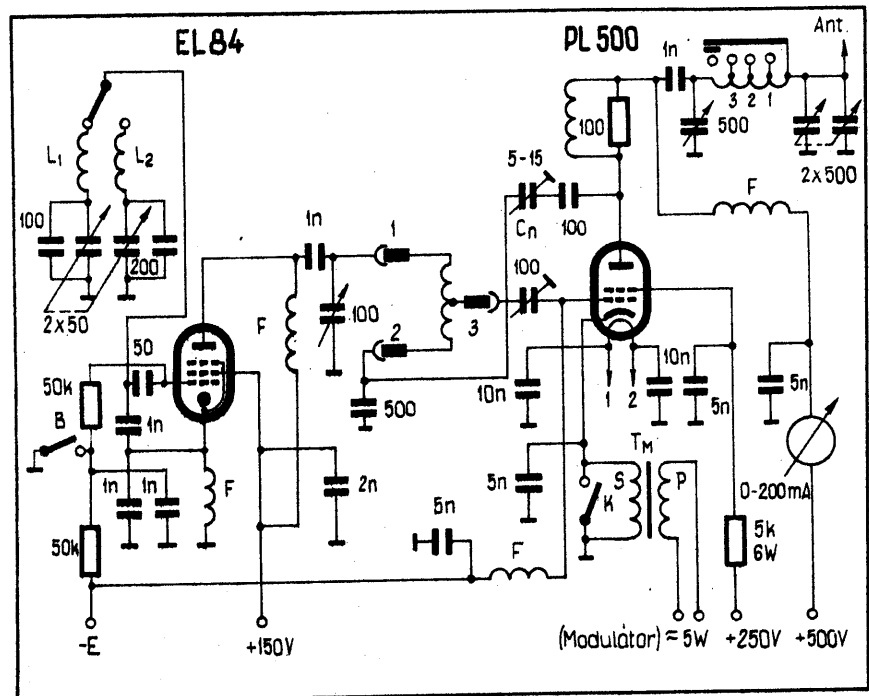 EL84
PL500
Ant.
1n
3 2 1
500
2x500
100
5-15
Cn
100
F
L1
L2
100
200
2x50
1n
1
100
F
2
3
100
500
50
50k
B
1n
1n
1n
F
50k
2n
5n
F
10n
1
2
10n
5n
5n
5n
K
TM
S
P
0-200mA
5k
6W
-E
+150V
(Modulátor) ≈ 5W
+250V
+500V